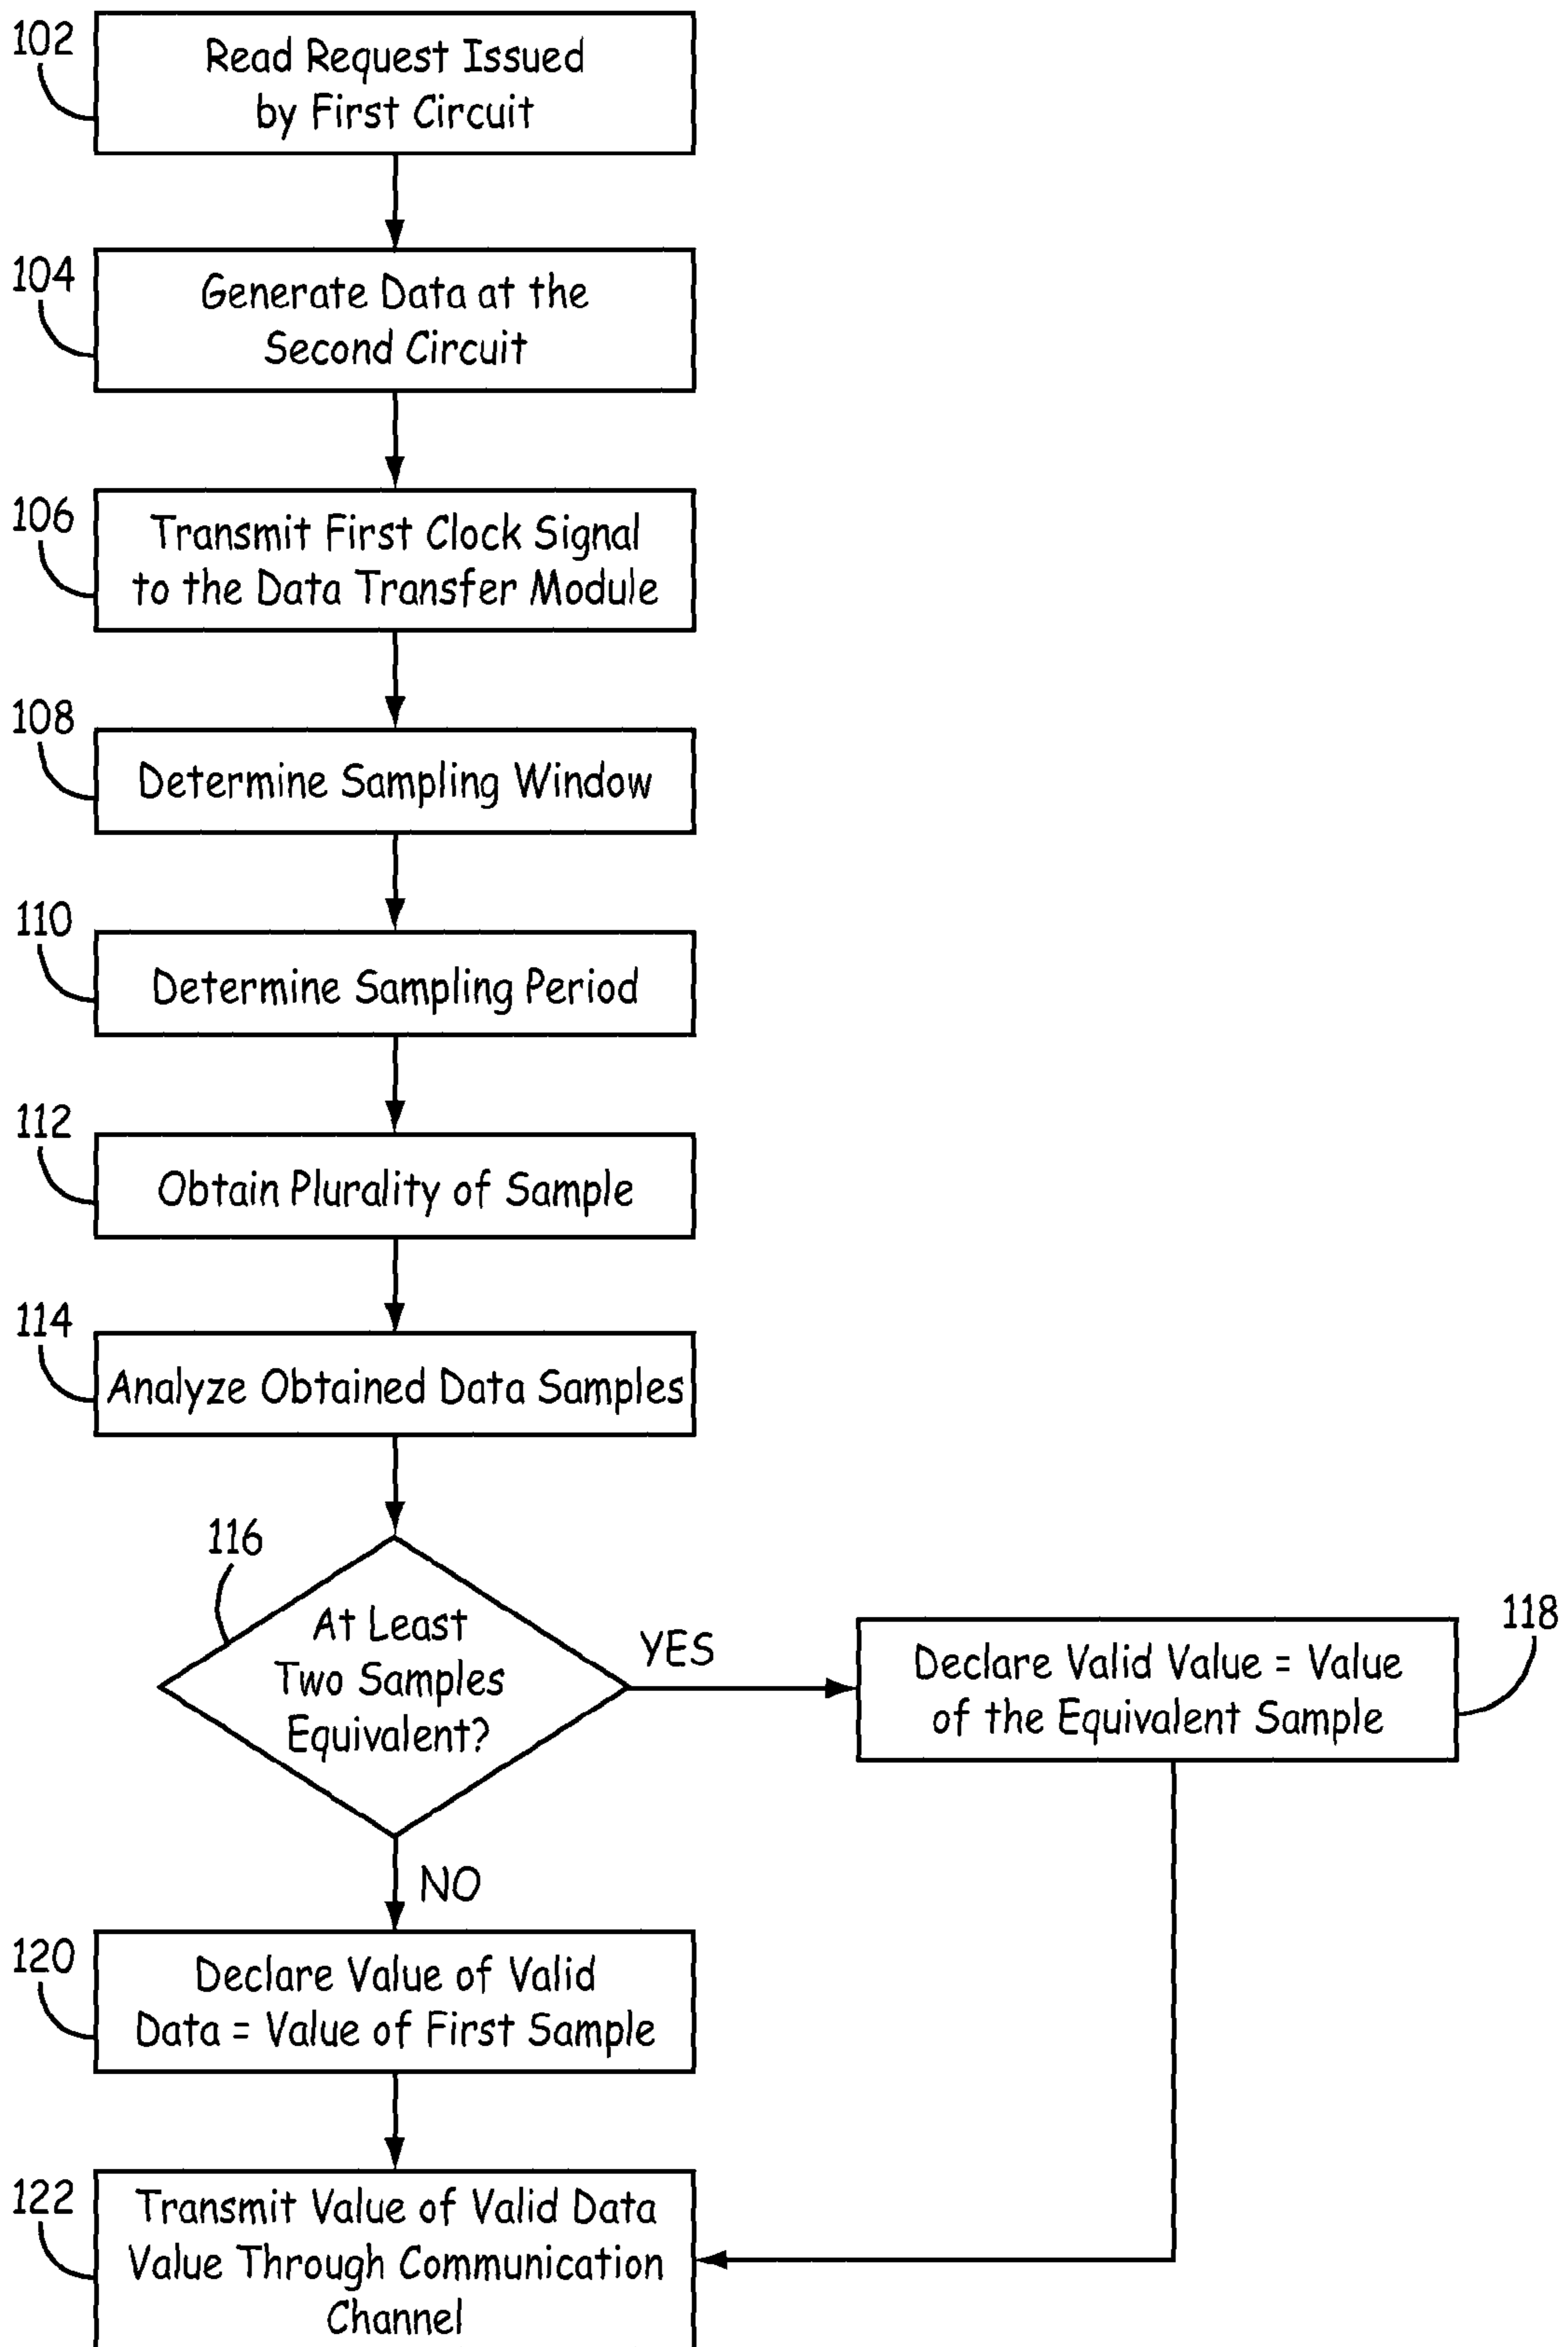 102
Read Request Issued
by First Circuit
104
Generate Data at the
Second Circuit
106
Transmit First Clock Signal
to the Data Transfer Module
108
Determine Sampling Window
110
Determine Sampling Period
112
Obtain Plurality of Sample
114
Analyze Obtained Data Samples
116
At Least
Two Samples
Equivalent?
YES
118
Declare Valid Value = Value
of the Equivalent Sample
NO
120
Declare Value of Valid
Data = Value of First Sample
122
Transmit Value of Valid Data
Value Through Communication
Channel